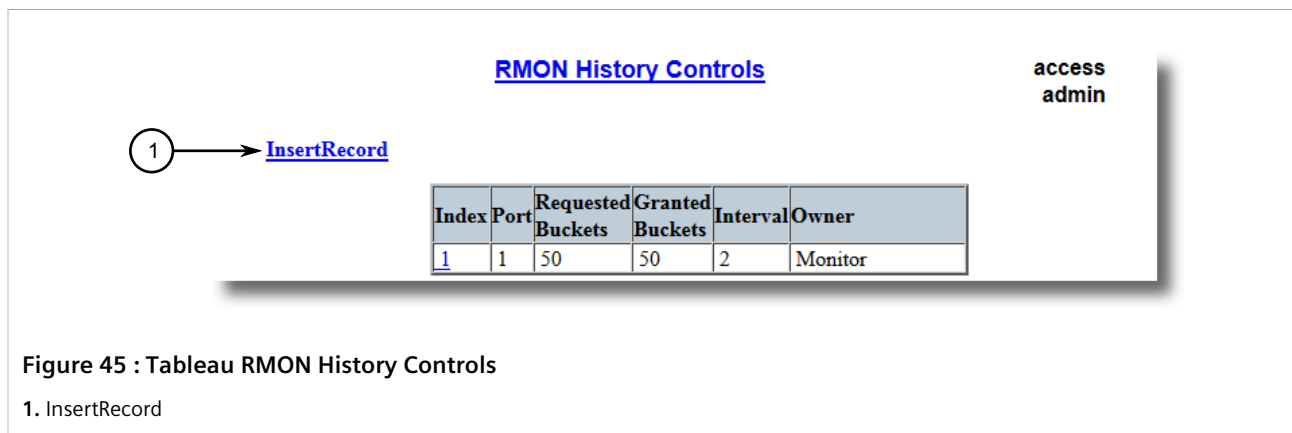 RMON History Controls
access
admin
1
InsertRecord
Index Port Requested Buckets Granted Buckets Interval Owner
1 1 50 50 2 Monitor
Figure 45 : Tableau RMON History Controls
1. InsertRecord